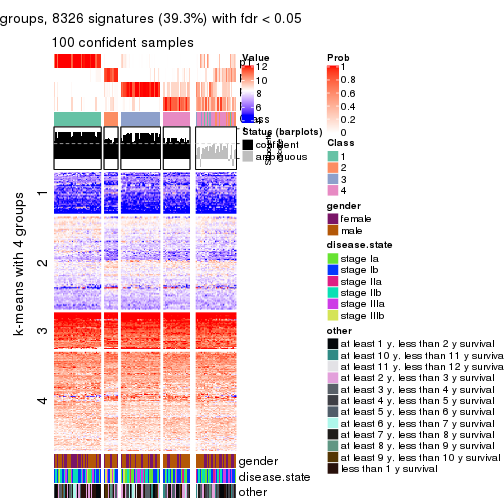 groups, 8326 signatures (39.3%) with fdr < 0.05
100 confident samples
k-means with 4 groups
1
2
3
4
Class
gender
disease.state
other
Value
12
10
8
6
Status (barplots)
confident
ambiguous
Prob
1
0.8
0.6
0.4
0.2
0
Class
1
2
3
4
gender
female
male
disease.state
stage Ia
stage Ib
stage IIa
stage IIb
stage IIIa
stage IIIb
other
at least 1 y. less than 2 y survival
at least 10 y. less than 11 y surviva
at least 11 y. less than 12 y surviva
at least 2 y. less than 3 y survival
at least 3 y. less than 4 y survival
at least 4 y. less than 5 y survival
at least 5 y. less than 6 y survival
at least 6 y. less than 7 y survival
at least 7 y. less than 8 y survival
at least 8 y. less than 9 y survival
at least 9 y. less than 10 y survival
less than 1 y survival